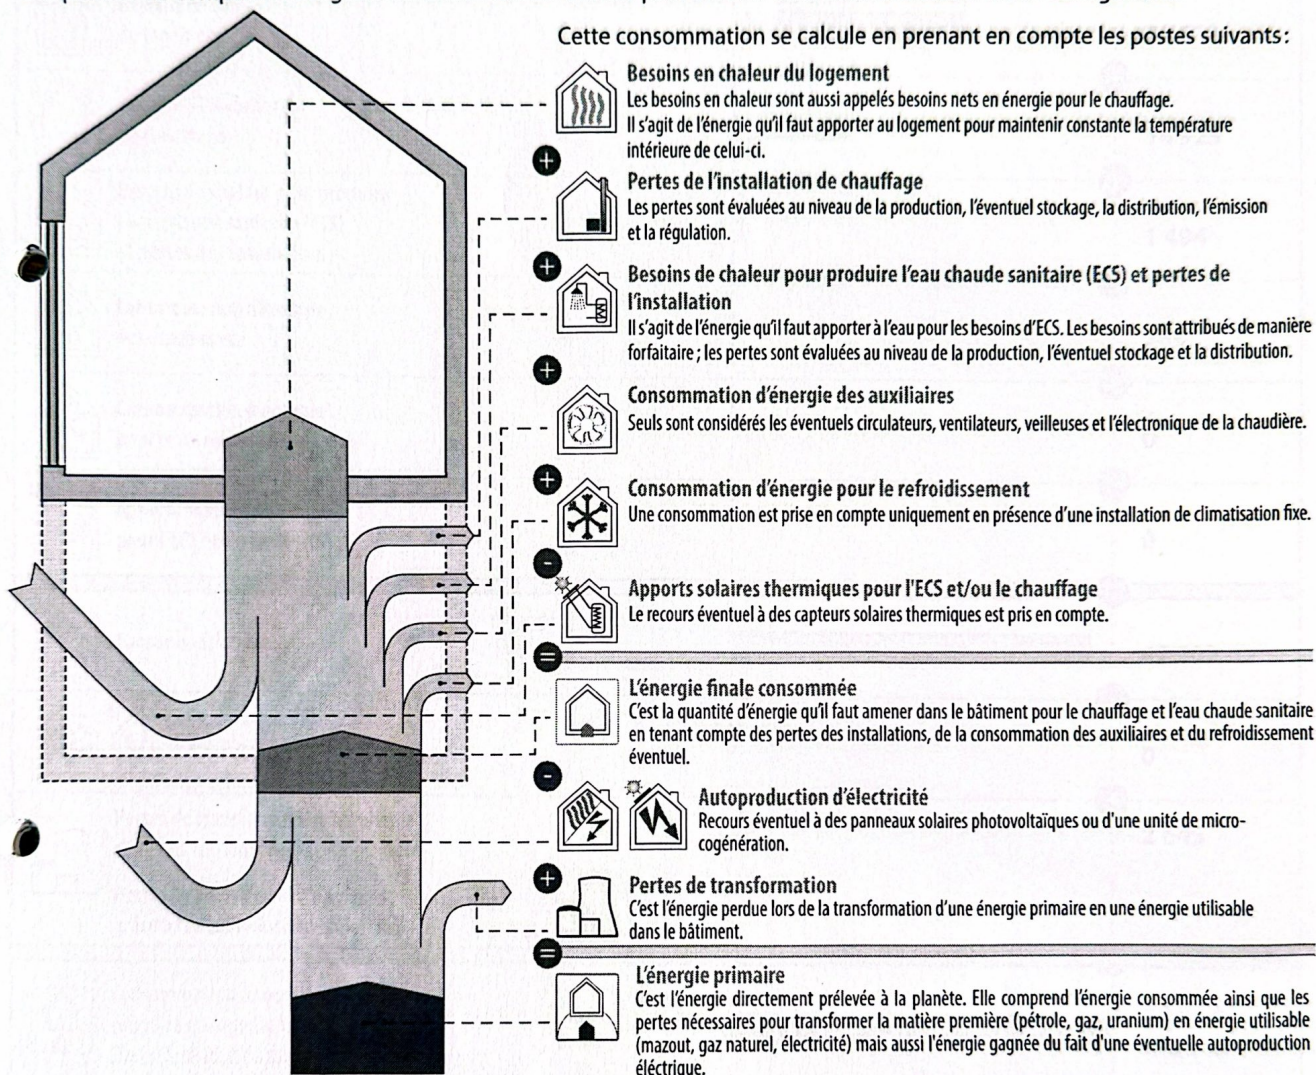 Cette consommation se calcule en prenant en compte les postes suivants :
Besoins en chaleur du logement
Les besoins en chaleur sont aussi appelés besoins nets en énergie pour le chauffage.
Il s'agit de l'énergie qu'il faut apporter au logement pour maintenir constante la température
intérieure de celui-ci.
+
Pertes de l'installation de chauffage
Les pertes sont évaluées au niveau de la production, l'éventuel stockage, la distribution, l'émission
et la régulation.
+
Besoins de chaleur pour produire l'eau chaude sanitaire (ECS) et pertes de
l'installation
Il s'agit de l'énergie qu'il faut apporter à l'eau pour les besoins d'ECS. Les besoins sont attribués de manière
forfaitaire ; les pertes sont évaluées au niveau de la production, l'éventuel stockage et la distribution.
+
Consommation d'énergie des auxiliaires
Seuls sont considérés les éventuels circulateurs, ventilateurs, veilleuses et l'électronique de la chaudière.
+
Consommation d'énergie pour le refroidissement
Une consommation est prise en compte uniquement en présence d'une installation de climatisation fixe.
-
Apports solaires thermiques pour l'ECS et/ou le chauffage
Le recours éventuel à des capteurs solaires thermiques est pris en compte.
=
L'énergie finale consommée
C'est la quantité d'énergie qu'il faut amener dans le bâtiment pour le chauffage et l'eau chaude sanitaire
en tenant compte des pertes des installations, de la consommation des auxiliaires et du refroidissement
éventuel.
-
Autoproduction d'électricité
Recours éventuel à des panneaux solaires photovoltaïques ou d'une unité de micro-
cogénération.
+
Pertes de transformation
C'est l'énergie perdue lors de la transformation d'une énergie primaire en une énergie utilisable
dans le bâtiment.
=
L'énergie primaire
C'est l'énergie directement prélevée à la planète. Elle comprend l'énergie consommée ainsi que les
pertes nécessaires pour transformer la matière première (pétrole, gaz, uranium) en énergie utilisable
(mazout, gaz naturel, électricité) mais aussi l'énergie gagnée du fait d'une éventuelle autoproduction
éléctrique.